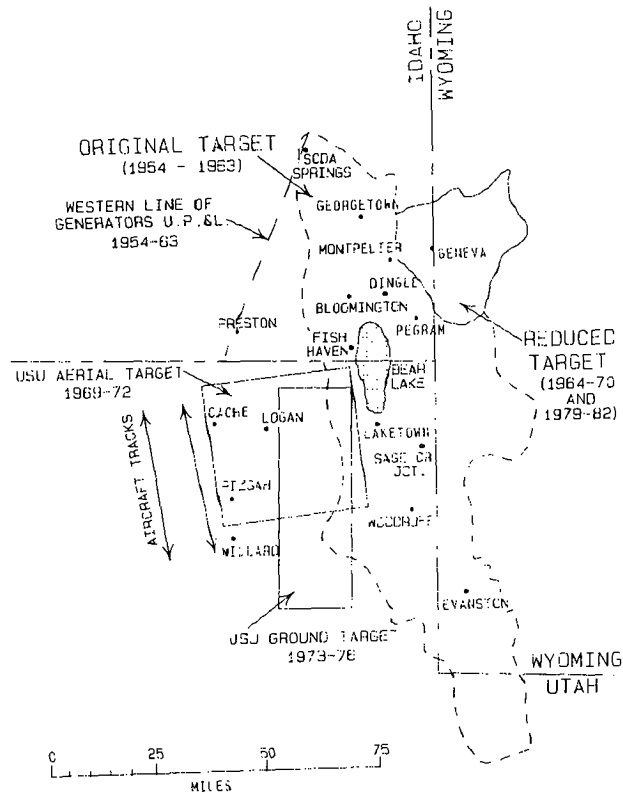 IDAHO
WYOMING
ORIGINAL TARGET
(1954 - 1963)
SODA
SPRINGS
WESTERN LINE OF
GENERATORS U.P.&L.
1954-63
GEORGETOWN
MONTPELIER
GENEVA
DINGLE
BLOOMINGTON
PRESTON
PEGRAM
FISH
HAVEN
REDUCED
TARGET
(1964-70
AND
1979-82)
USU AERIAL TARGET
1969-72
BEAR
LAKE
CACHE
LOGAN
LAKETOWN
SAGE CR
JCT.
AIRCRAFT TRACKS
PIZGAH
WOODRUFF
WILLARD
EVANSTON
USU GROUND TARGET
1973-76
WYOMING
UTAH
0 25 50 75
MILES